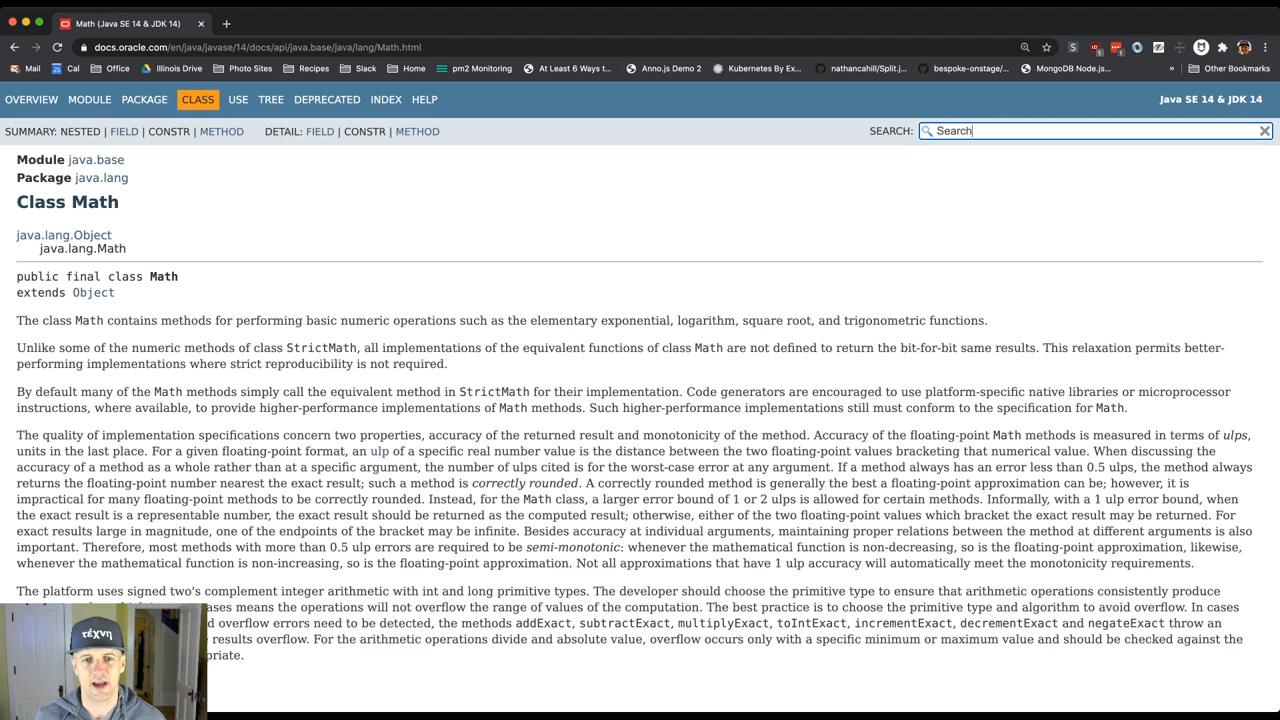 Math (Java SE 14 & JDK 14)
docs.oracle.com/en/java/javase/14/docs/api/java.base/java/lang/Math.html
Mail Cal Office Illinois Drive Photo Sites Recipes Slack Home pm2 Monitoring At Least 6 Ways t... Anno.js Demo 2 Kubernetes By Ex... nathancahill/Split.j... bespoke-onstage/... MongoDB Node.js... » Other Bookmarks
OVERVIEW MODULE PACKAGE CLASS USE TREE DEPRECATED INDEX HELP Java SE 14 & JDK 14
SUMMARY: NESTED | FIELD | CONSTR | METHOD DETAIL: FIELD | CONSTR | METHOD SEARCH: Search
Module java.base
Package java.lang
Class Math
java.lang.Object
java.lang.Math
public final class Math
extends Object
The class Math contains methods for performing basic numeric operations such as the elementary exponential, logarithm, square root, and trigonometric functions.
Unlike some of the numeric methods of class StrictMath, all implementations of the equivalent functions of class Math are not defined to return the bit-for-bit same results. This relaxation permits better-
performing implementations where strict reproducibility is not required.
By default many of the Math methods simply call the equivalent method in StrictMath for their implementation. Code generators are encouraged to use platform-specific native libraries or microprocessor
instructions, where available, to provide higher-performance implementations of Math methods. Such higher-performance implementations still must conform to the specification for Math.
The quality of implementation specifications concern two properties, accuracy of the returned result and monotonicity of the method. Accuracy of the floating-point Math methods is measured in terms of ulps,
units in the last place. For a given floating-point format, an ulp of a specific real number value is the distance between the two floating-point values bracketing that numerical value. When discussing the
accuracy of a method as a whole rather than at a specific argument, the number of ulps cited is for the worst-case error at any argument. If a method always has an error less than 0.5 ulps, the method always
returns the floating-point number nearest the exact result; such a method is correctly rounded. A correctly rounded method is generally the best a floating-point approximation can be; however, it is
impractical for many floating-point methods to be correctly rounded. Instead, for the Math class, a larger error bound of 1 or 2 ulps is allowed for certain methods. Informally, with a 1 ulp error bound, when
the exact result is a representable number, the exact result should be returned as the computed result; otherwise, either of the two floating-point values which bracket the exact result may be returned. For
exact results large in magnitude, one of the endpoints of the bracket may be infinite. Besides accuracy at individual arguments, maintaining proper relations between the method at different arguments is also
important. Therefore, most methods with more than 0.5 ulp errors are required to be semi-monotonic: whenever the mathematical function is non-decreasing, so is the floating-point approximation, likewise,
whenever the mathematical function is non-increasing, so is the floating-point approximation. Not all approximations that have 1 ulp accuracy will automatically meet the monotonicity requirements.
The platform uses signed two's complement integer arithmetic with int and long primitive types. The developer should choose the primitive type to ensure that arithmetic operations consistently produce
ases means the operations will not overflow the range of values of the computation. The best practice is to choose the primitive type and algorithm to avoid overflow. In cases
d overflow errors need to be detected, the methods addExact, subtractExact, multiplyExact, toIntExact, incrementExact, decrementExact and negateExact throw an
results overflow. For the arithmetic operations divide and absolute value, overflow occurs only with a specific minimum or maximum value and should be checked against the
priate.
τέχνη